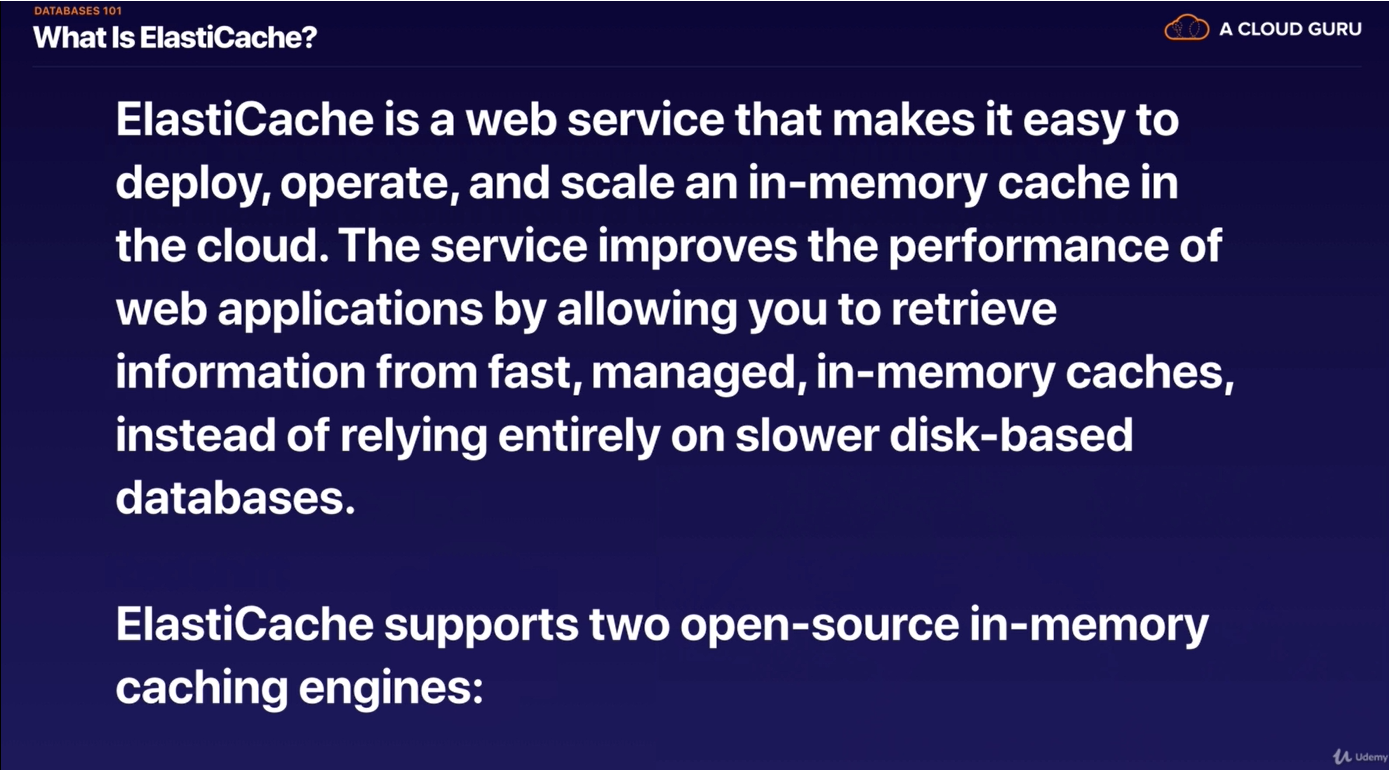 DATABASES 101
What Is ElastiCache?
A CLOUD GURU
ElastiCache is a web service that makes it easy to
deploy, operate, and scale an in-memory cache in
the cloud. The service improves the performance of
web applications by allowing you to retrieve
information from fast, managed, in-memory caches,
instead of relying entirely on slower disk-based
databases.
ElastiCache supports two open-source in-memory
caching engines:
Udemy